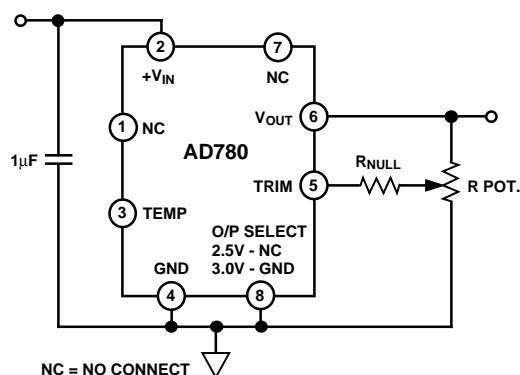 2
7
+VIN
NC
6
VOUT
1
NC
AD780
1μF
RNULL
TRIM
5
R POT.
3
TEMP
O/P SELECT
2.5V - NC
3.0V - GND
GND
4
8
NC = NO CONNECT